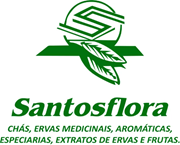 Santosflora
CHÁS, ERVAS MEDICINAIS, AROMÁTICAS,
ESPECIARIAS, EXTRATOS DE ERVAS E FRUTAS.